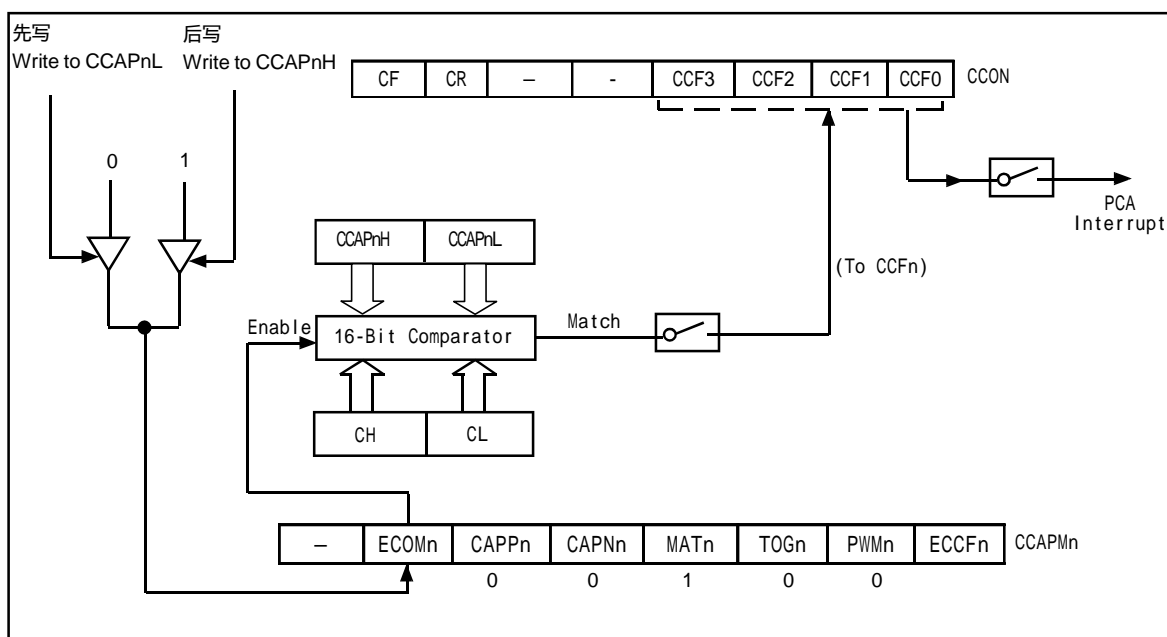 先写
Write to CCAPnL
后写
Write to CCAPnH
CF CR – - CCF3 CCF2 CCF1 CCF0 CCON
0 1
PCA
Interrupt
CCAPnH CCAPnL
(To CCFn)
Enable
16-Bit Comparator
Match
CH CL
– ECOMn CAPPn CAPNn MATn TOGn PWMn ECCFn CCAPMn
0 0 1 0 0